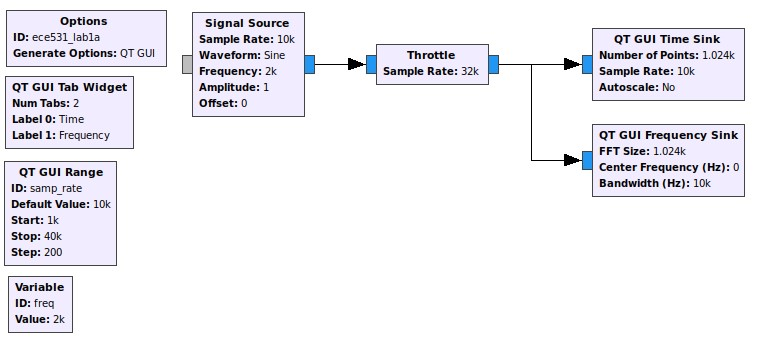 Options
ID: ece531_lab1a
Generate Options: QT GUI
QT GUI Tab Widget
Num Tabs: 2
Label 0: Time
Label 1: Frequency
QT GUI Range
ID: samp_rate
Default Value: 10k
Start: 1k
Stop: 40k
Step: 200
Variable
ID: freq
Value: 2k
Signal Source
Sample Rate: 10k
Waveform: Sine
Frequency: 2k
Amplitude: 1
Offset: 0
Throttle
Sample Rate: 32k
QT GUI Time Sink
Number of Points: 1.024k
Sample Rate: 10k
Autoscale: No
QT GUI Frequency Sink
FFT Size: 1.024k
Center Frequency (Hz): 0
Bandwidth (Hz): 10k